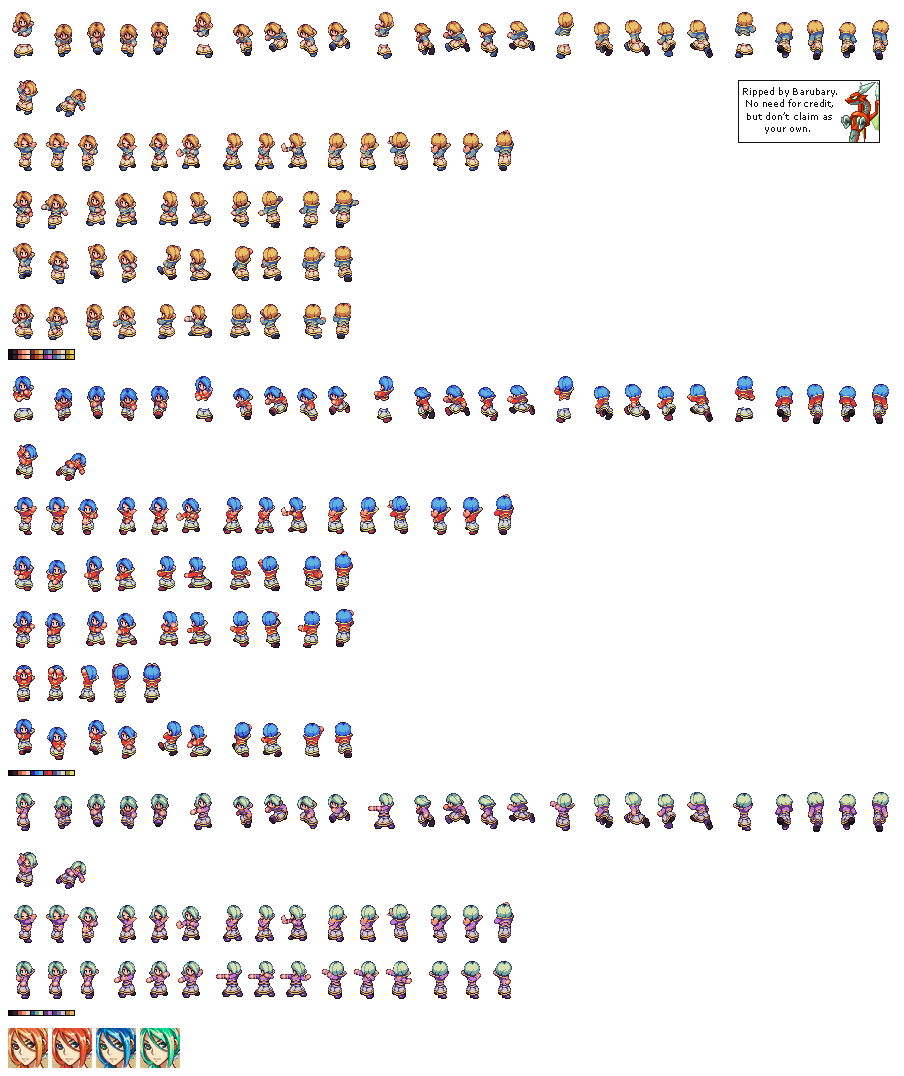 Ripped by Barubary.
No need for credit,
but don't claim as
your own.